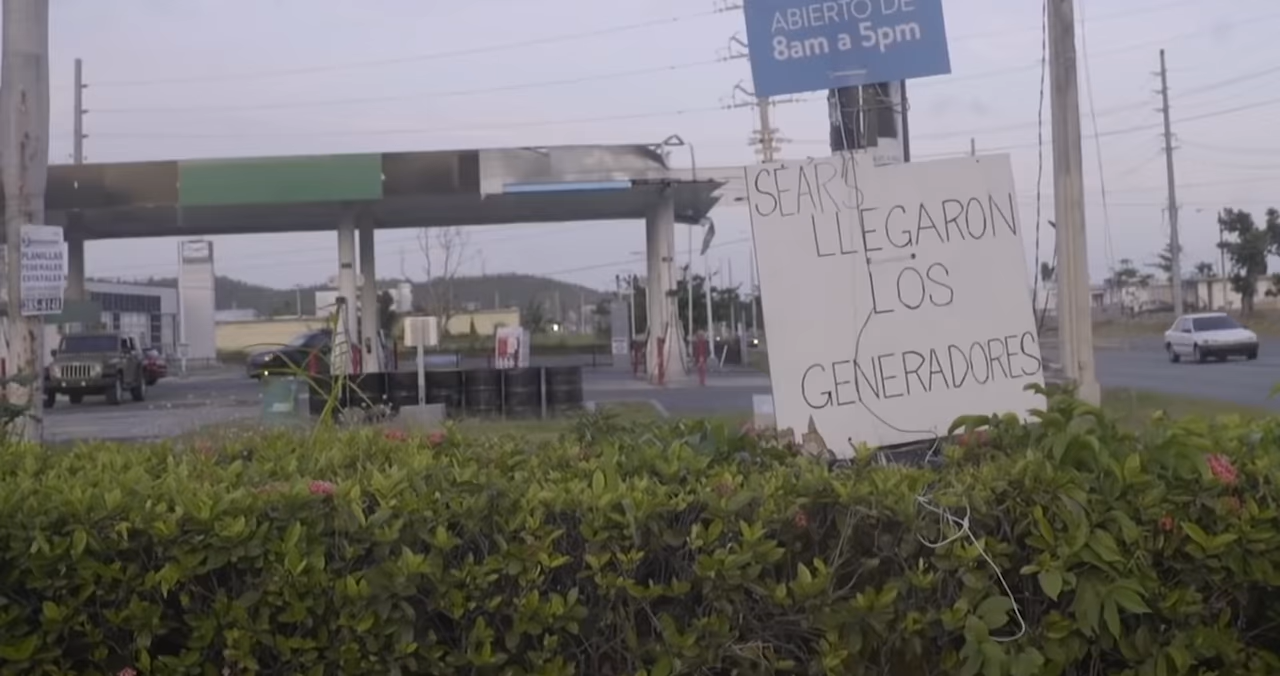 ABIERTO DE
8am a 5pm
SEAR'S
LLEGARON
LOS
GENERADORES
PLANILLAS
FEDERALES
ESTATALES